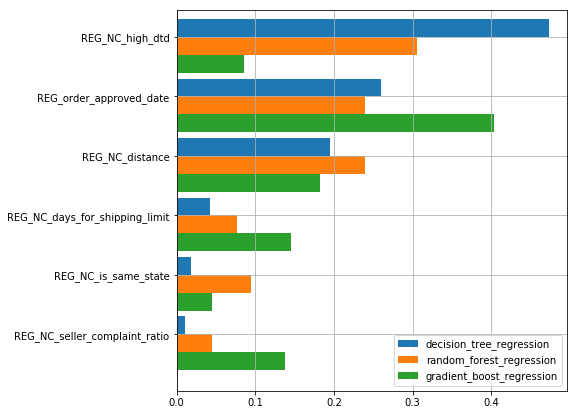 REG_NC_high_dtd
REG_order_approved_date
REG_NC_distance
REG_NC_days_for_shipping_limit
REG_NC_is_same_state
REG_NC_seller_complaint_ratio
decision_tree_regression
random_forest_regression
gradient_boost_regression
0.0 0.1 0.2 0.3 0.4